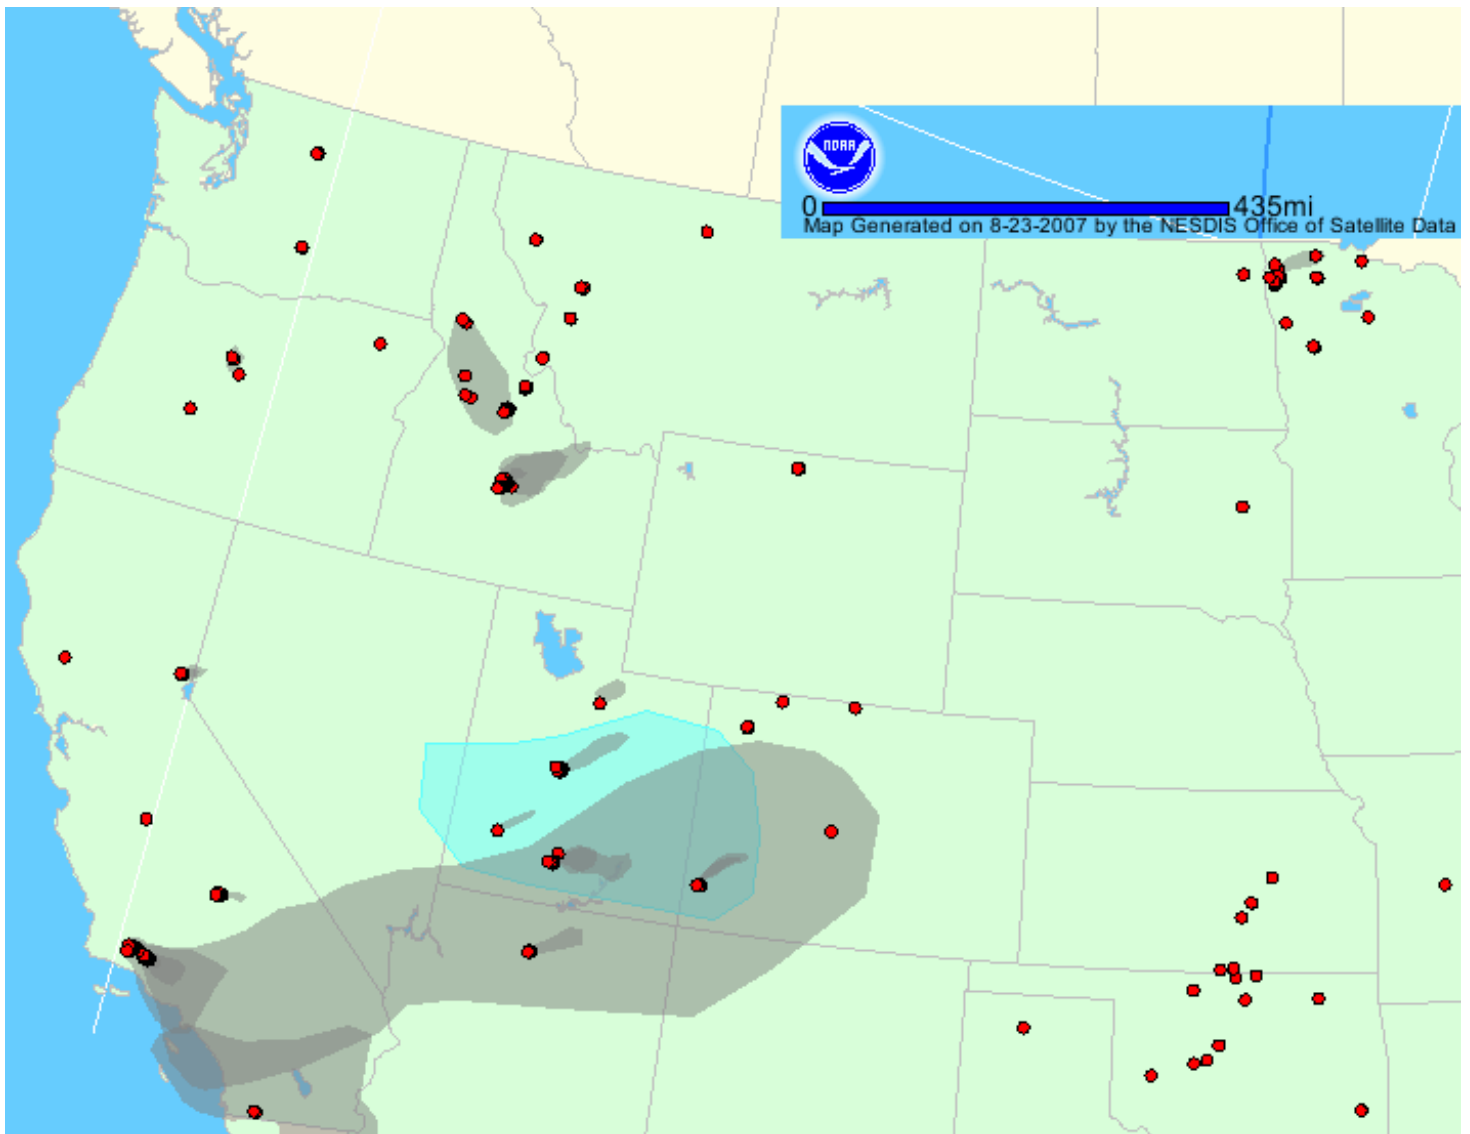 NOAA
0 435mi
Map Generated on 8-23-2007 by the NESDIS Office of Satellite Data